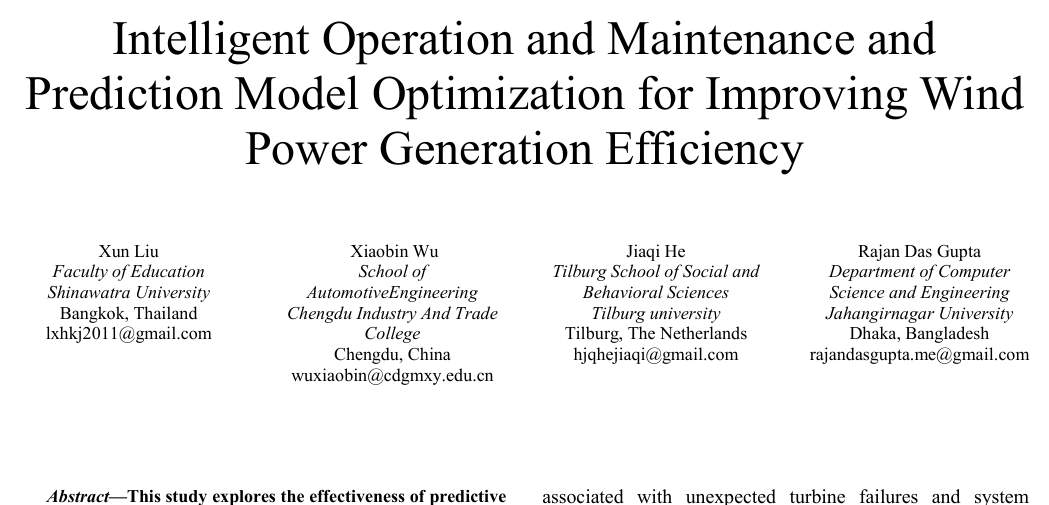 Intelligent Operation and Maintenance and
Prediction Model Optimization for Improving Wind
Power Generation Efficiency
Xun Liu
Faculty of Education
Shinawatra University
Bangkok, Thailand
lxhkj2011@gmail.com
Xiaobin Wu
School of
AutomotiveEngineering
Chengdu Industry And Trade
College
Chengdu, China
wuxiaobin@cdgmxy.edu.cn
Jiaqi He
Tilburg School of Social and
Behavioral Sciences
Tilburg university
Tilburg, The Netherlands
hjqhejiaqi@gmail.com
Rajan Das Gupta
Department of Computer
Science and Engineering
Jahangirnagar University
Dhaka, Bangladesh
rajandasgupta.me@gmail.com
Abstract—This study explores the effectiveness of predictive
associated with unexpected turbine failures and system